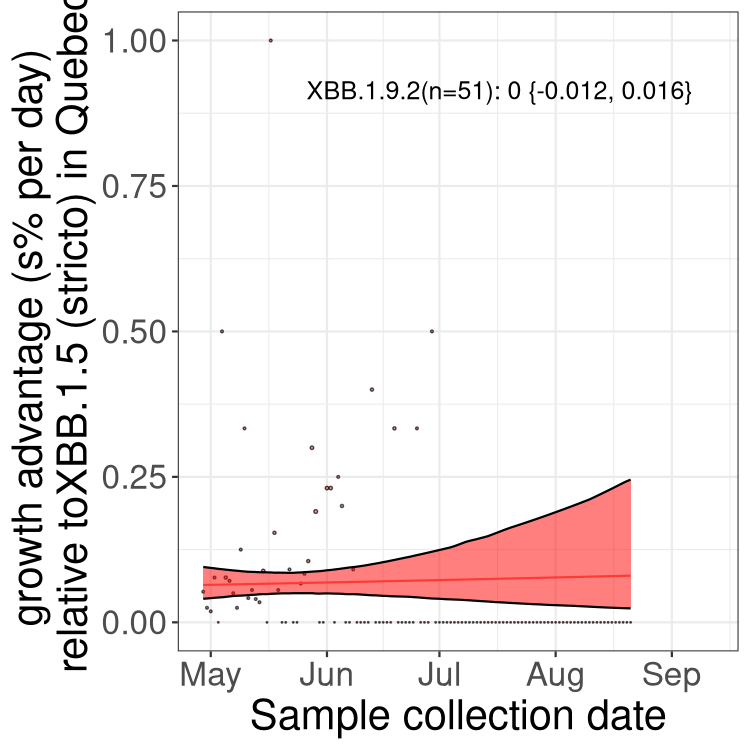 growth advantage (s% per day)
relative toXBB.1.5 (stricto) in Quebec
1.00
0.75
0.50
0.25
0.00
XBB.1.9.2(n=51): 0 {-0.012, 0.016}
May Jun Jul Aug Sep
Sample collection date